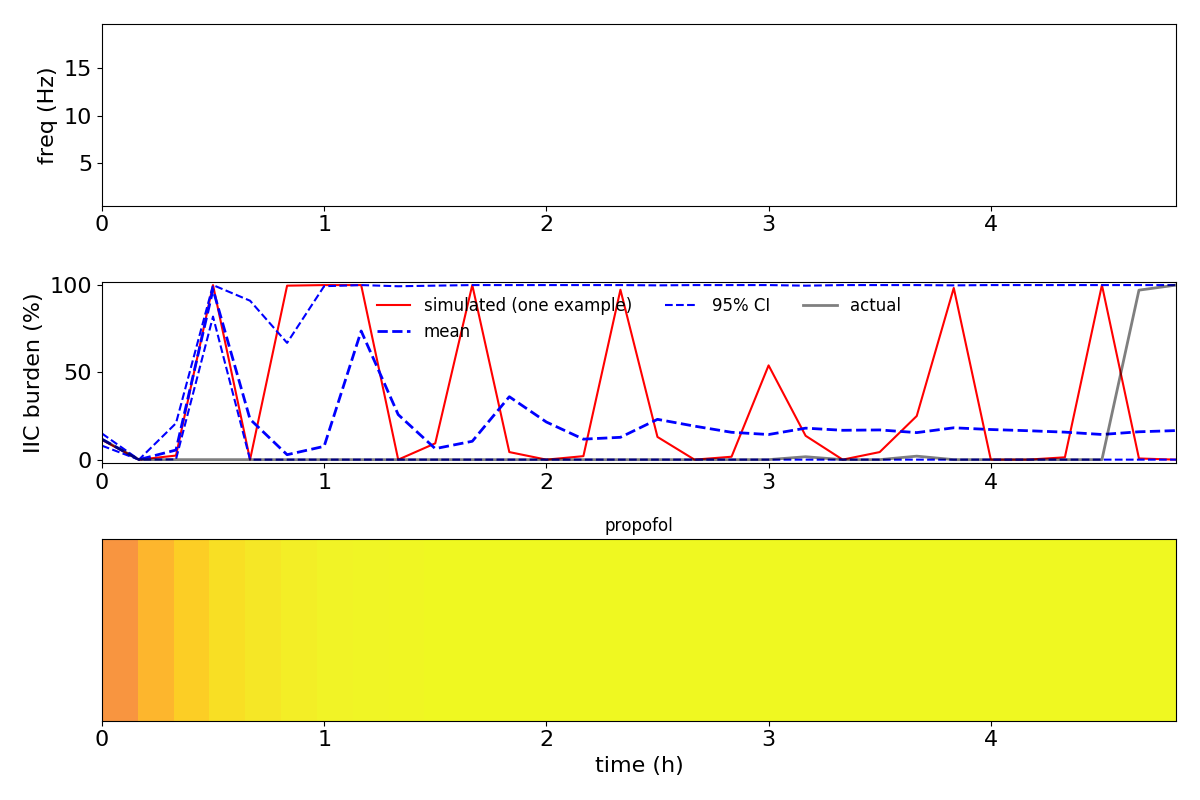 freq (Hz)
15
10
5
0 1 2 3 4
IIC burden (%)
100
50
0
simulated (one example) 95% CI actual
mean
0 1 2 3 4
propofol
0 1 2 3 4
time (h)